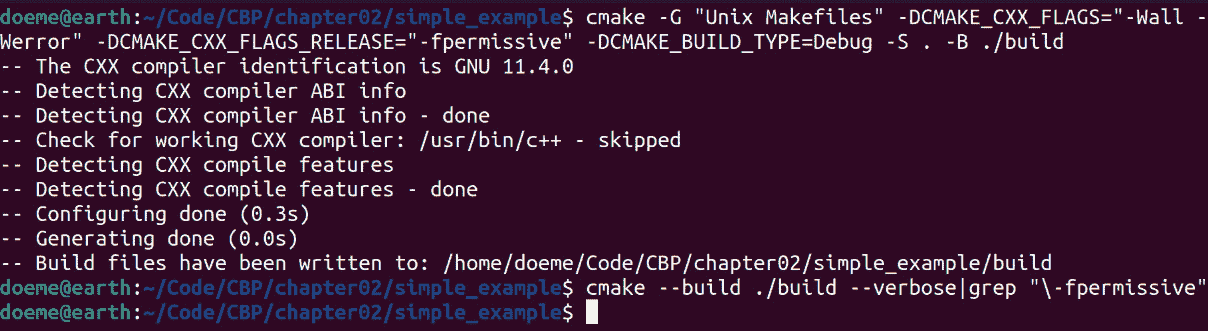 doeme@earth:~/Code/CBP/chapter02/simple_example$ cmake -G "Unix Makefiles" -DCMAKE_CXX_FLAGS="-Wall -
Werror" -DCMAKE_CXX_FLAGS_RELEASE="-fpermissive" -DCMAKE_BUILD_TYPE=Debug -S . -B ./build
-- The CXX compiler identification is GNU 11.4.0
-- Detecting CXX compiler ABI info
-- Detecting CXX compiler ABI info - done
-- Check for working CXX compiler: /usr/bin/c++ - skipped
-- Detecting CXX compile features
-- Detecting CXX compile features - done
-- Configuring done (0.3s)
-- Generating done (0.0s)
-- Build files have been written to: /home/doeme/Code/CBP/chapter02/simple_example/build
doeme@earth:~/Code/CBP/chapter02/simple_example$ cmake --build ./build --verbose|grep "\-fpermissive"
doeme@earth:~/Code/CBP/chapter02/simple_example$